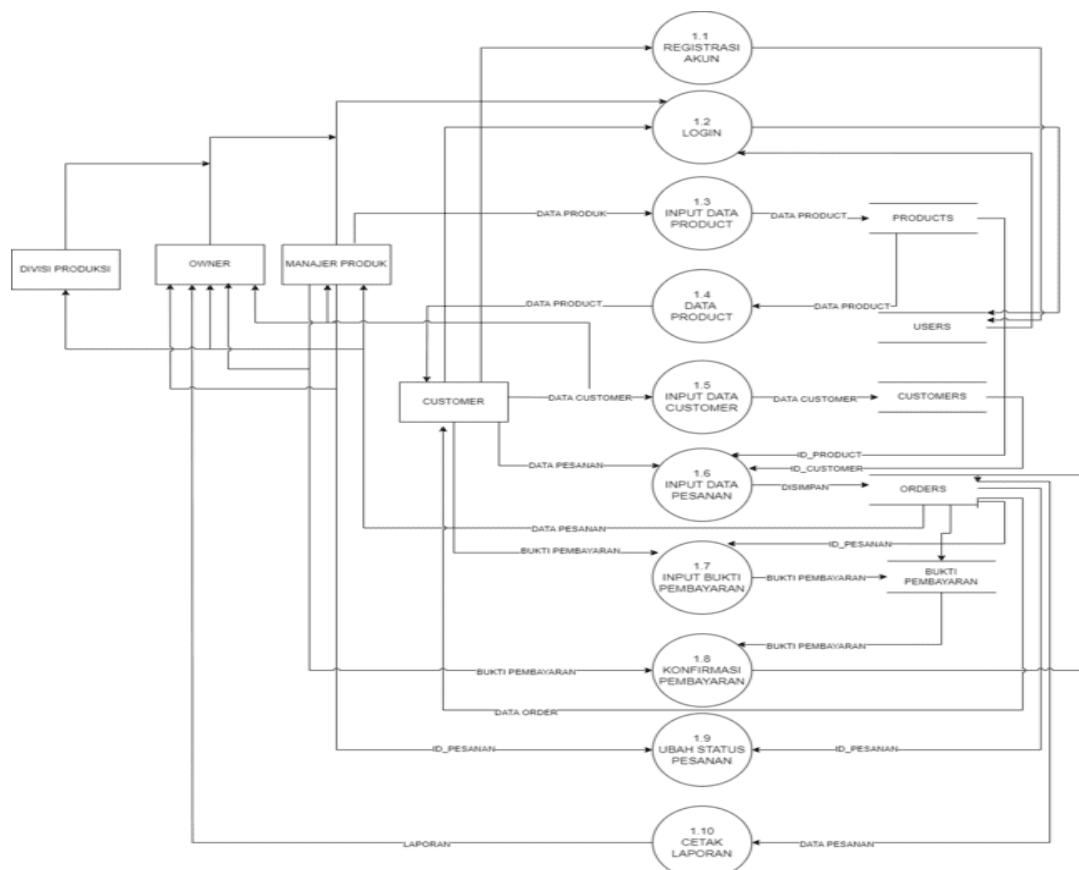 1.1
REGISTRASI
AKUN
1.2
LOGIN
1.3
INPUT DATA
PRODUCT
DATA PRODUK
DATA PRODUCT
PRODUCTS
DIVISI PRODUKSI
OWNER
MANAJER PRODUK
1.4
DATA
PRODUCT
DATA PRODUCT
DATA PRODUCT
USERS
CUSTOMER
DATA CUSTOMER
1.5
INPUT DATA
CUSTOMER
DATA CUSTOMER
CUSTOMERS
ID_PRODUCT
DATA PESANAN
ID_CUSTOMER
1.6
INPUT DATA
PESANAN
DISIMPAN
ORDERS
DATA PESANAN
ID_PESANAN
BUKTI PEMBAYARAN
1.7
INPUT BUKTI
PEMBAYARAN
BUKTI PEMBAYARAN
BUKTI
PEMBAYARAN
BUKTI PEMBAYARAN
1.8
KONFIRMASI
PEMBAYARAN
BUKTI PEMBAYARAN
DATA ORDER
ID_PESANAN
1.9
UBAH STATUS
PESANAN
ID_PESANAN
1.10
CETAK
LAPORAN
LAPORAN
DATA PESANAN